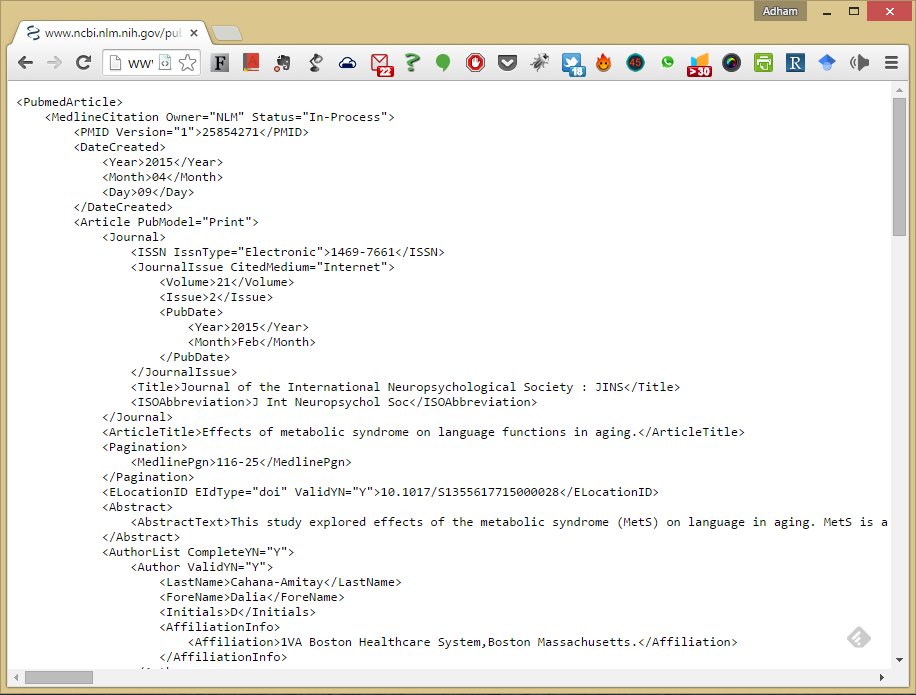 Adham
www.ncbi.nlm.nih.gov/pul
ww
F
A
22
?
18
45
>30
R
<PubmedArticle>
<MedlineCitation Owner="NLM" Status="In-Process">
<PMID Version="1">25854271</PMID>
<DateCreated>
<Year>2015</Year>
<Month>04</Month>
<Day>09</Day>
</DateCreated>
<Article PubModel="Print">
<Journal>
<ISSN IssnType="Electronic">1469-7661</ISSN>
<JournalIssue CitedMedium="Internet">
<Volume>21</Volume>
<Issue>2</Issue>
<PubDate>
<Year>2015</Year>
<Month>Feb</Month>
</PubDate>
</JournalIssue>
<Title>Journal of the International Neuropsychological Society : JINS</Title>
<ISOAbbreviation>J Int Neuropsychol Soc</ISOAbbreviation>
</Journal>
<ArticleTitle>Effects of metabolic syndrome on language functions in aging.</ArticleTitle>
<Pagination>
<MedlinePgn>116-25</MedlinePgn>
</Pagination>
<ELocationID EIdType="doi" ValidYN="Y">10.1017/S1355617715000028</ELocationID>
<Abstract>
<AbstractText>This study explored effects of the metabolic syndrome (MetS) on language in aging. MetS is a
</Abstract>
<AuthorList CompleteYN="Y">
<Author ValidYN="Y">
<LastName>Cahana-Amitay</LastName>
<ForeName>Dalia</ForeName>
<Initials>D</Initials>
<AffiliationInfo>
<Affiliation>1VA Boston Healthcare System,Boston Massachusetts.</Affiliation>
</AffiliationInfo>